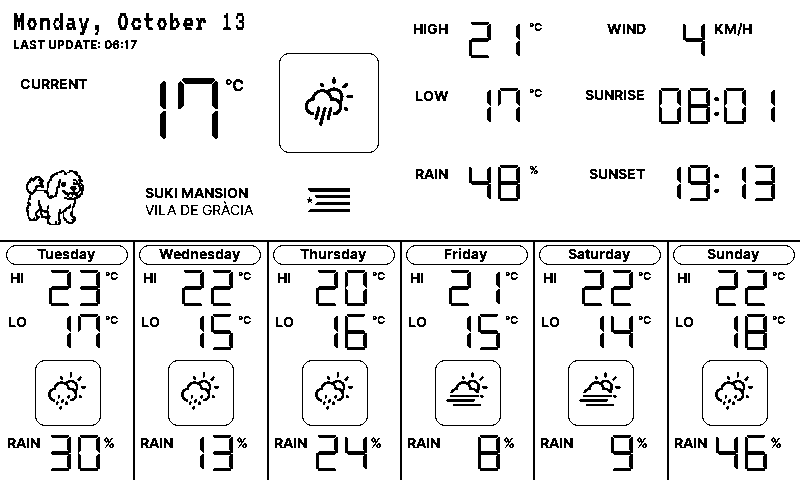 Monday, October 13
LAST UPDATE: 06:17
CURRENT 17 °C
SUKI MANSION
VILA DE GRÀCIA
HIGH 21 °C
LOW 17 °C
RAIN 48 %
WIND 4 KM/H
SUNRISE 08:01
SUNSET 19:13
Tuesday
HI 23 °C
LO 17 °C
RAIN 30 %
Wednesday
HI 22 °C
LO 15 °C
RAIN 13 %
Thursday
HI 20 °C
LO 16 °C
RAIN 24 %
Friday
HI 21 °C
LO 15 °C
RAIN 8 %
Saturday
HI 22 °C
LO 14 °C
RAIN 9 %
Sunday
HI 22 °C
LO 18 °C
RAIN 46 %